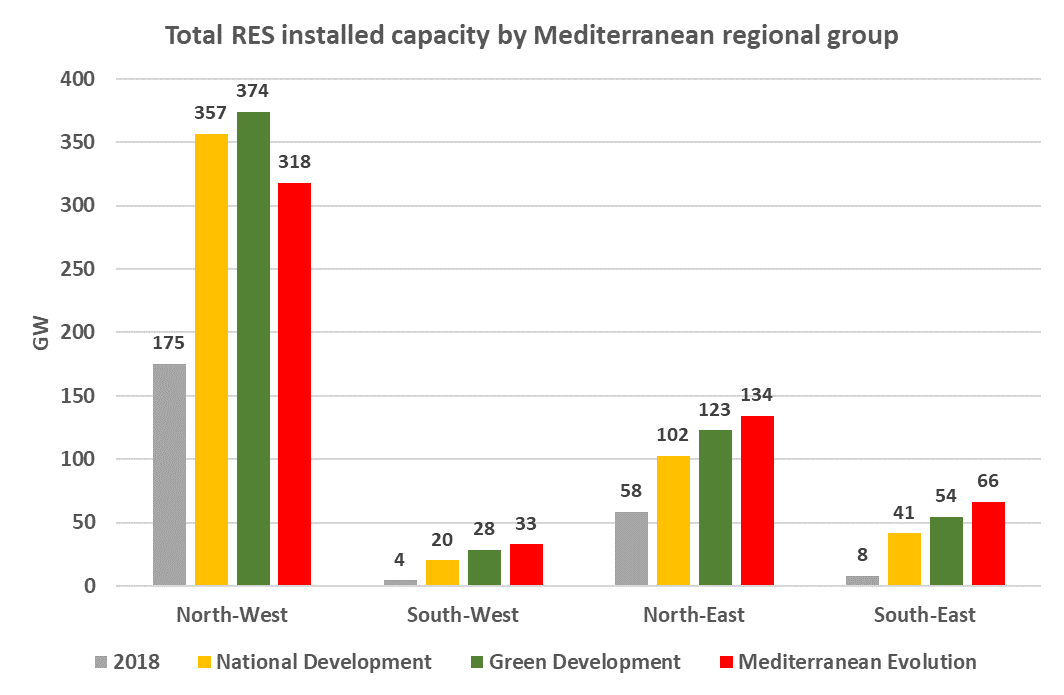 Total RES installed capacity by Mediterranean regional group
GW
400
350
300
250
200
150
100
50
0
175
357
374
318
4
20
28
33
58
102
123
134
8
41
54
66
North-West
South-West
North-East
South-East
2018
National Development
Green Development
Mediterranean Evolution